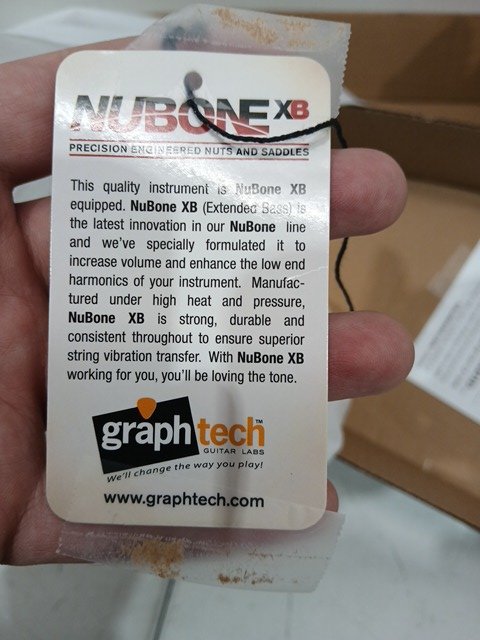 NUBONE XB
PRECISION ENGINEERED NUTS AND SADDLES
This quality instrument is NuBone XB
equipped. NuBone XB (Extended Bass) is
the latest innovation in our NuBone line
and we've specially formulated it to
increase volume and enhance the low end
harmonics of your instrument. Manufac-
tured under high heat and pressure,
NuBone XB is strong, durable and
consistent throughout to ensure superior
string vibration transfer. With NuBone XB
working for you, you'll be loving the tone.
graphtech™
GUITAR LABS
We'll change the way you play!
www.graphtech.com